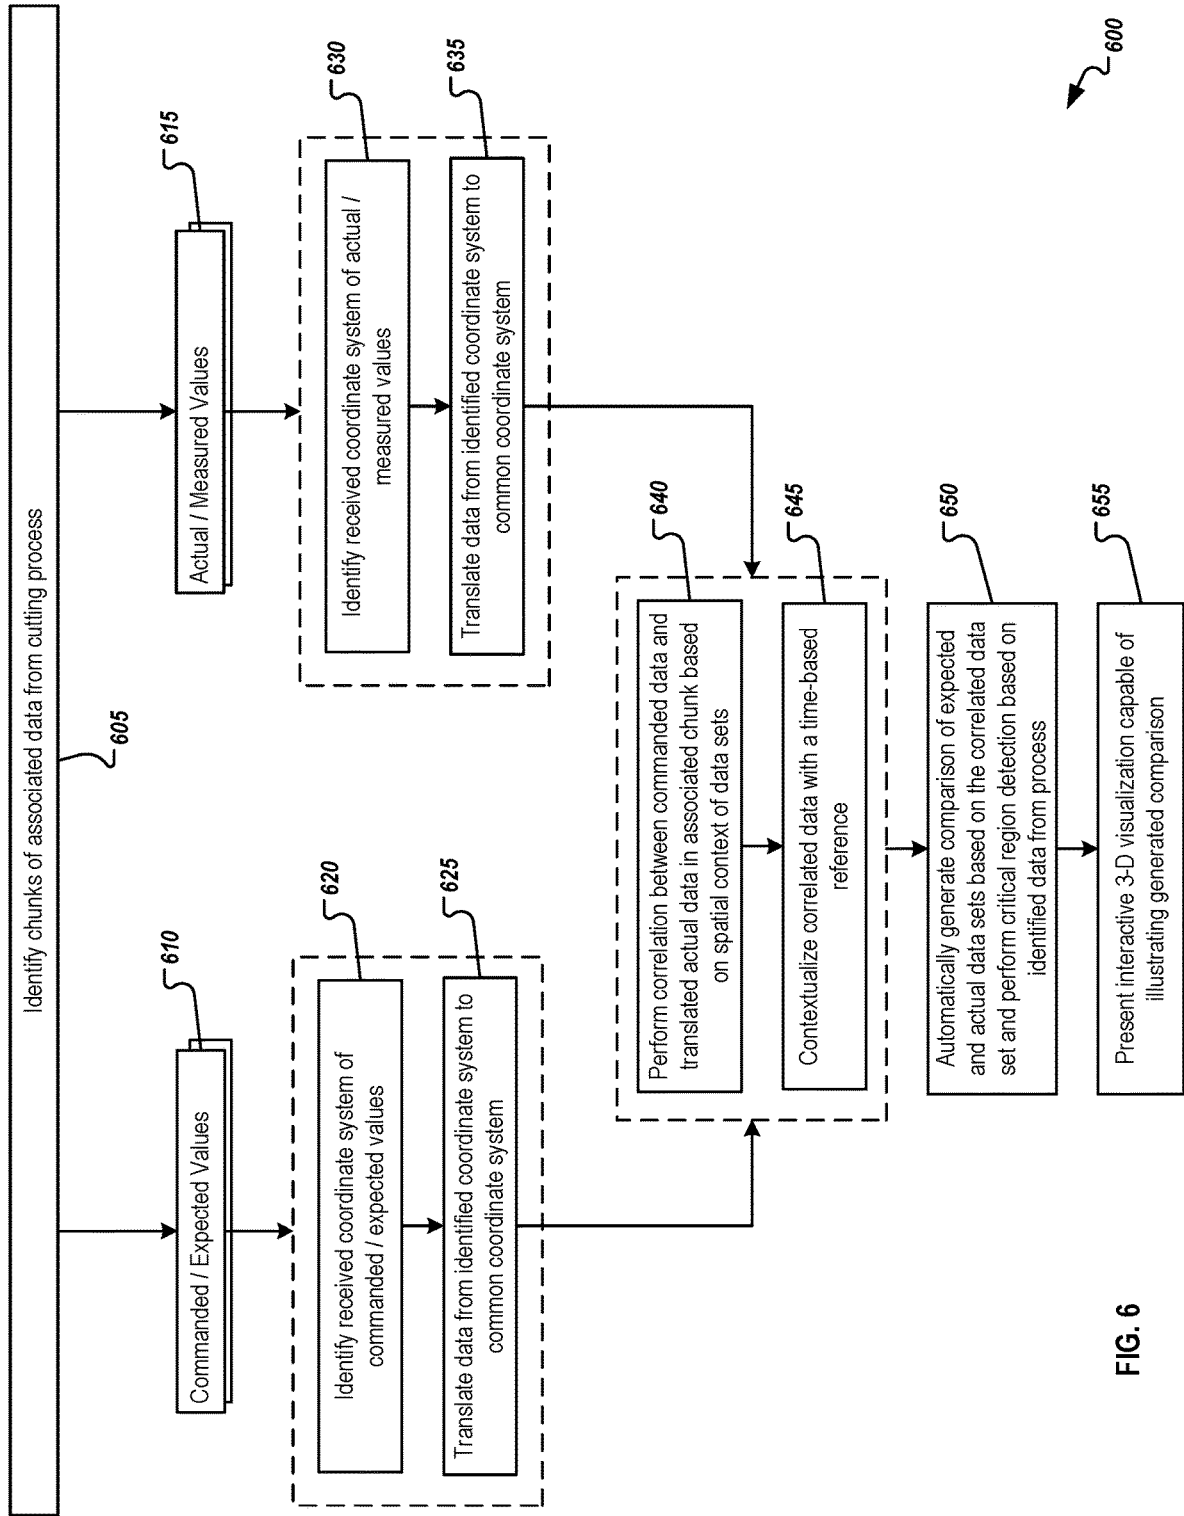 Identify chunks of associated data from cutting process
605
610
Commanded / Expected Values
615
Actual / Measured Values
620
Identify received coordinate system of
commanded / expected values
625
Translate data from identified coordinate system to
common coordinate system
630
Identify received coordinate system of actual /
measured values
635
Translate data from identified coordinate system to
common coordinate system
640
Perform correlation between commanded data and
translated actual data in associated chunk based
on spatial context of data sets
645
Contextualize correlated data with a time-based
reference
650
Automatically generate comparison of expected
and actual data sets based on the correlated data
set and perform critical region detection based on
identified data from process
655
Present interactive 3-D visualization capable of
illustrating generated comparison
600
FIG. 6